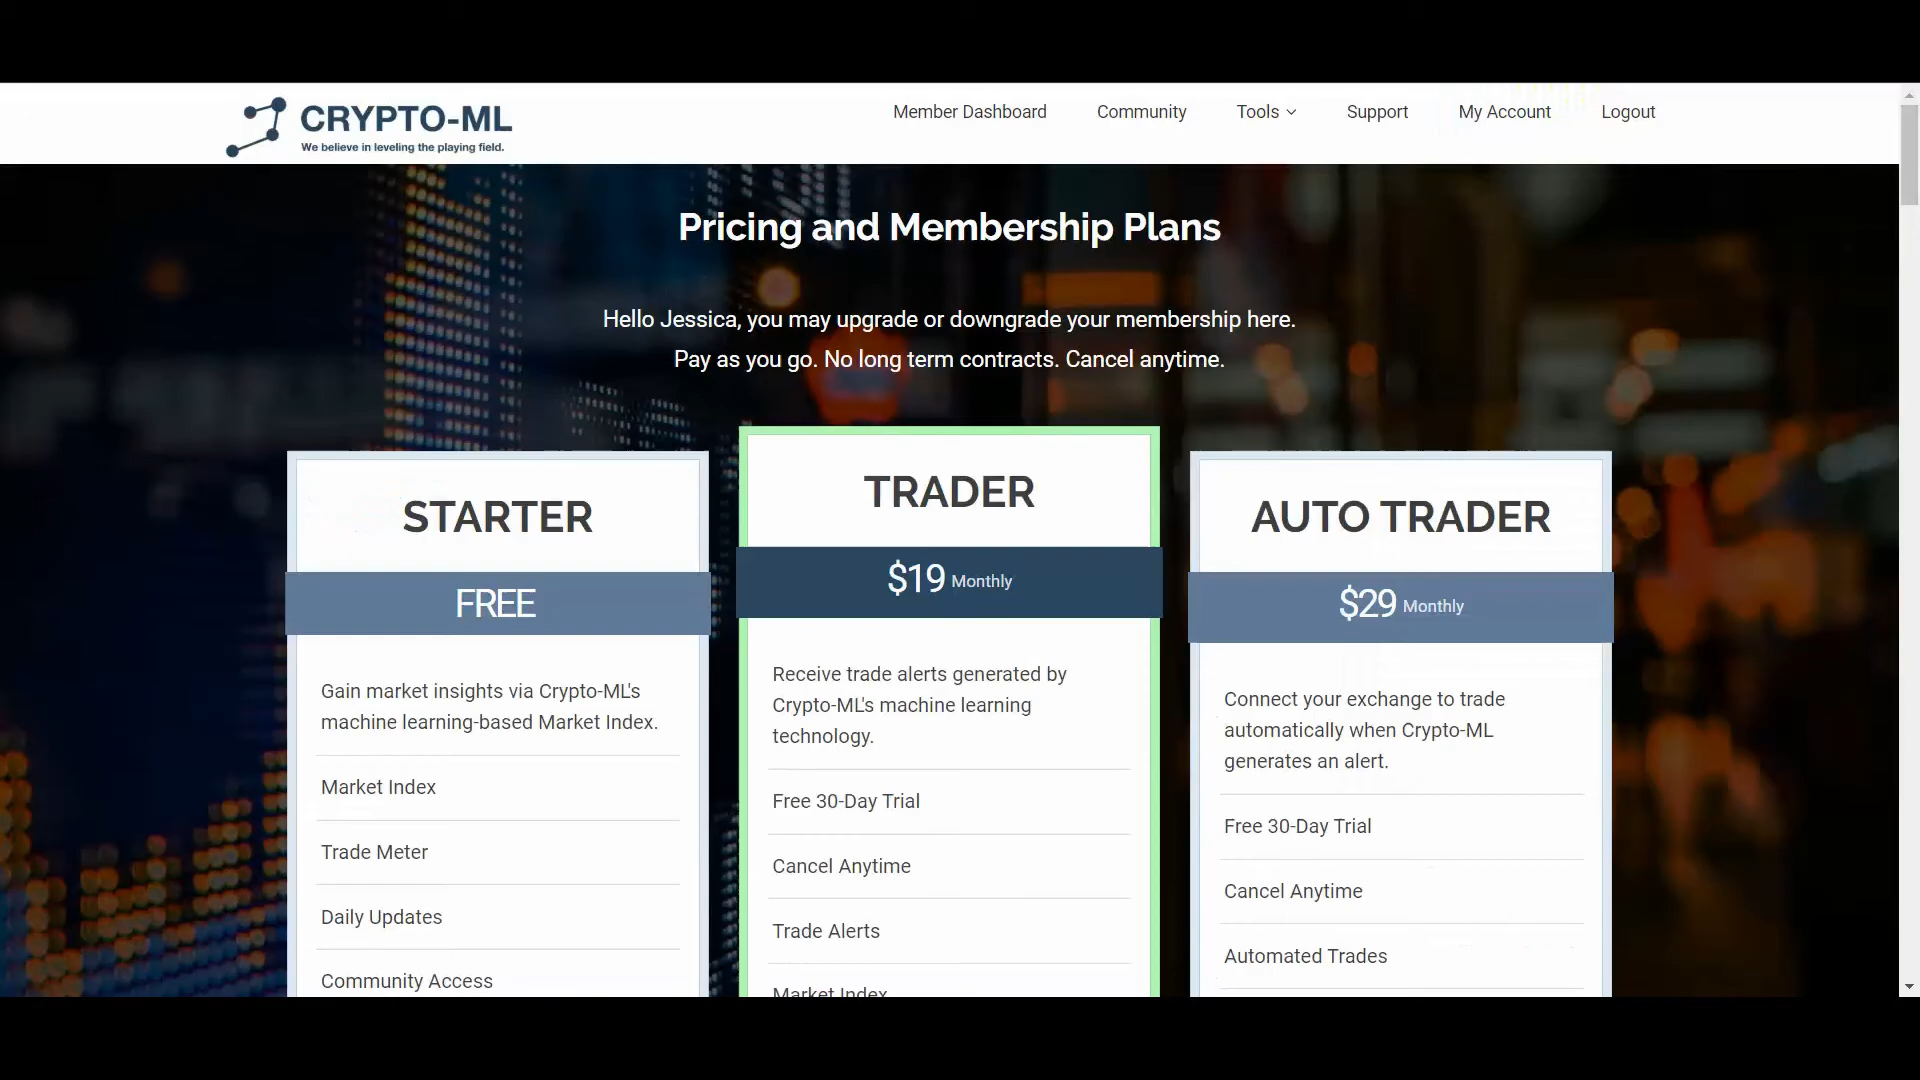 CRYPTO-ML
We believe in leveling the playing field.
Member Dashboard
Community
Tools
Support
My Account
Logout
Pricing and Membership Plans
Hello Jessica, you may upgrade or downgrade your membership here.
Pay as you go. No long term contracts. Cancel anytime.
STARTER
FREE
Gain market insights via Crypto-ML's
machine learning-based Market Index.
Market Index
Trade Meter
Daily Updates
Community Access
TRADER
$19 Monthly
Receive trade alerts generated by
Crypto-ML's machine learning
technology.
Free 30-Day Trial
Cancel Anytime
Trade Alerts
Market Index
AUTO TRADER
$29 Monthly
Connect your exchange to trade
automatically when Crypto-ML
generates an alert.
Free 30-Day Trial
Cancel Anytime
Automated Trades